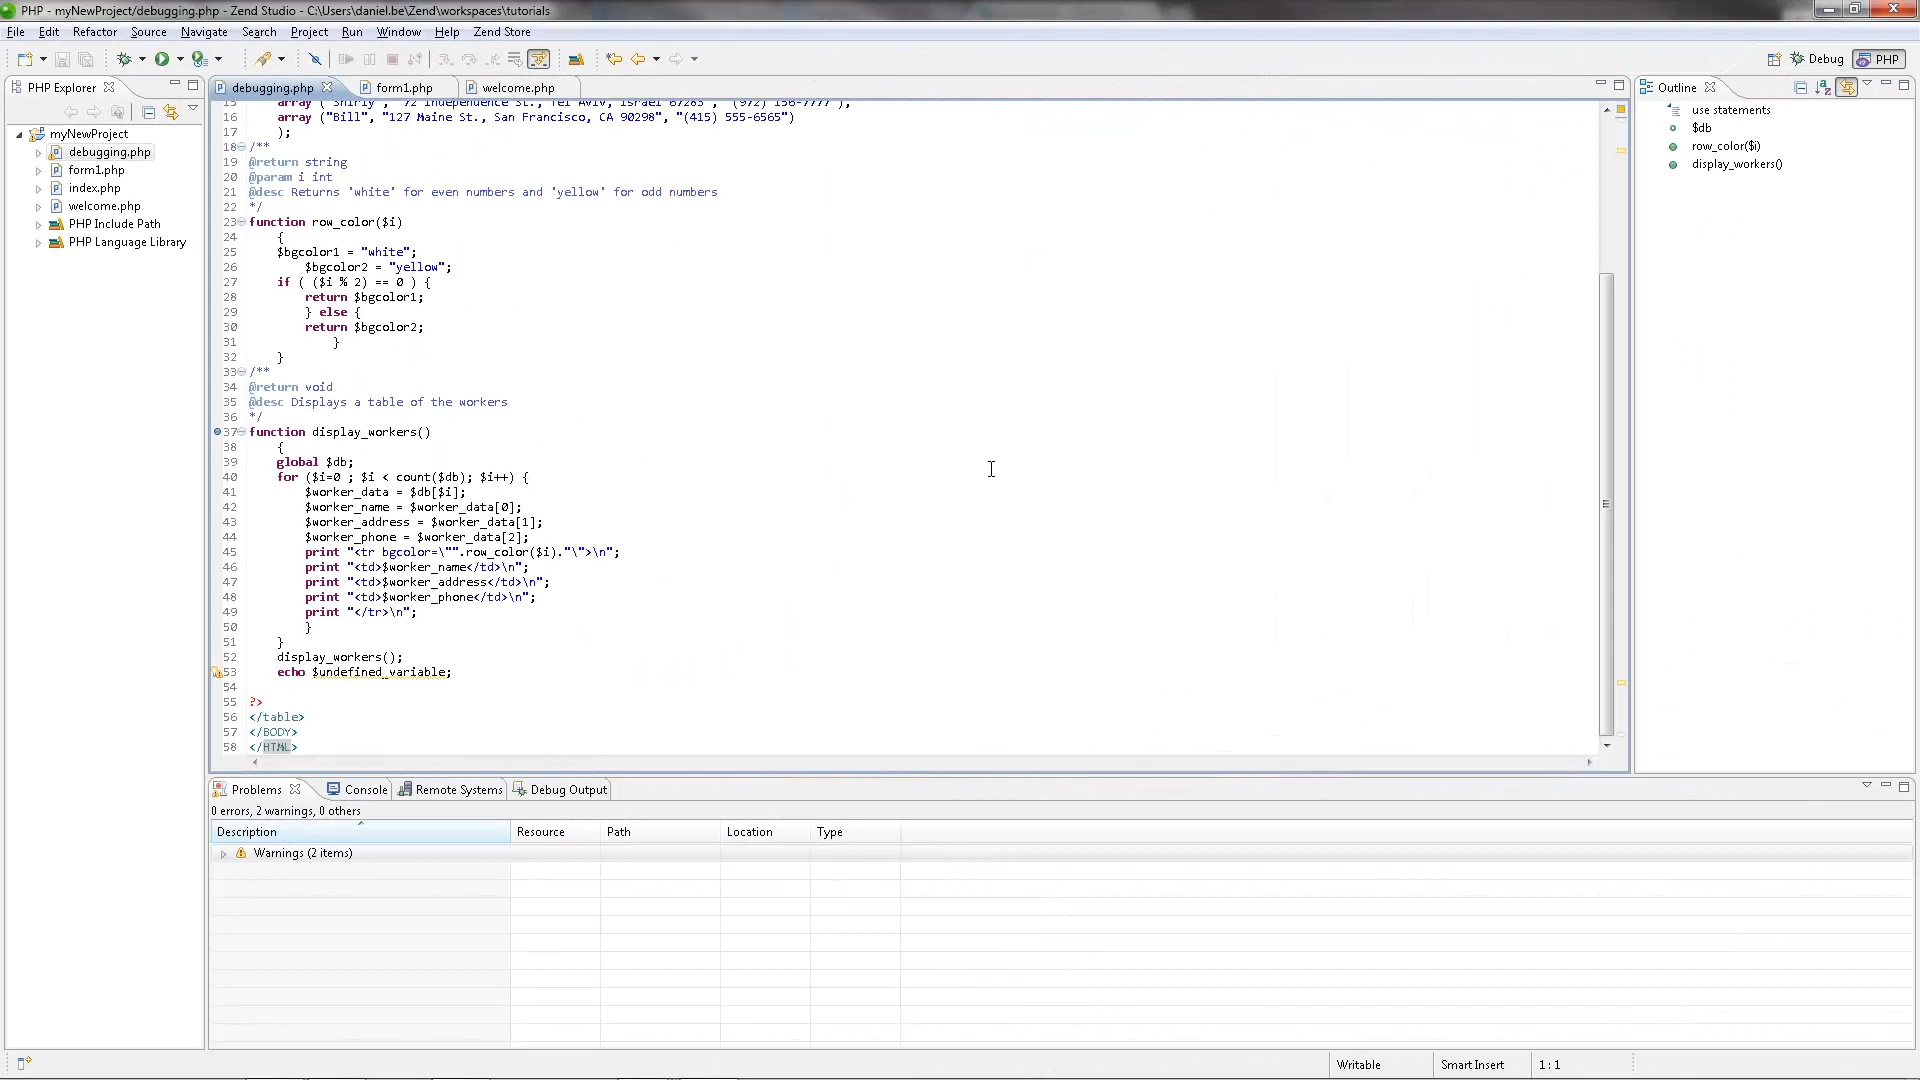 PHP - myNewProject/debugging.php - Zend Studio - C:\Users\daniel.be\Zend\workspaces\tutorials
File Edit Refactor Source Navigate Search Project Run Window Help Zend Store
Debug PHP
PHP Explorer
myNewProject
debugging.php
form1.php
index.php
welcome.php
PHP Include Path
PHP Language Library
debugging.php form1.php welcome.php
15 array ("Shirly", "72 Independence St., Tel Aviv, Israel 67285", "(972) 156-7777"),
16 array ("Bill", "127 Maine St., San Francisco, CA 90298", "(415) 555-6565")
17 );
18 /**
19 @return string
20 @param i int
21 @desc Returns 'white' for even numbers and 'yellow' for odd numbers
22 */
23 function row_color($i)
24 {
25 $bgcolor1 = "white";
26 $bgcolor2 = "yellow";
27 if ( ($i % 2) == 0 ) {
28 return $bgcolor1;
29 } else {
30 return $bgcolor2;
31 }
32 }
33 /**
34 @return void
35 @desc Displays a table of the workers
36 */
37 function display_workers()
38 {
39 global $db;
40 for ($i=0 ; $i < count($db); $i++) {
41 $worker_data = $db[$i];
42 $worker_name = $worker_data[0];
43 $worker_address = $worker_data[1];
44 $worker_phone = $worker_data[2];
45 print "<tr bgcolor=\"".row_color($i)."\">\n";
46 print "<td>$worker_name</td>\n";
47 print "<td>$worker_address</td>\n";
48 print "<td>$worker_phone</td>\n";
49 print "</tr>\n";
50 }
51 }
52 display_workers();
53 echo $undefined_variable;
54
55 ?>
56 </table>
57 </BODY>
58 </HTML>
Outline
use statements
$db
row_color($i)
display_workers()
Problems Console Remote Systems Debug Output
0 errors, 2 warnings, 0 others
Description Resource Path Location Type
Warnings (2 items)
Writable Smart Insert 1 : 1